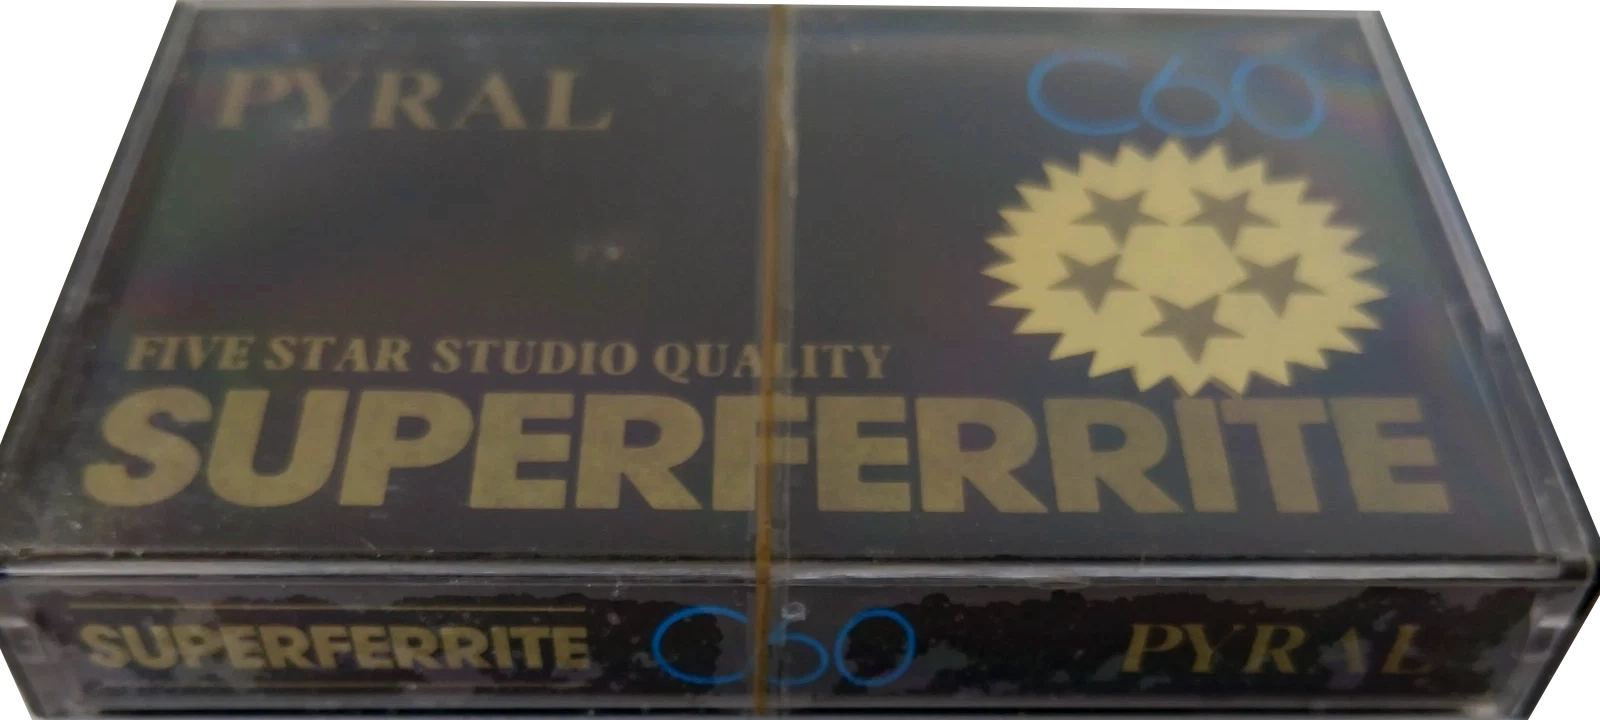 PYRAL C60
FIVE STAR STUDIO QUALITY
SUPERFERRITE
SUPERFERRITE C60 PYRAL